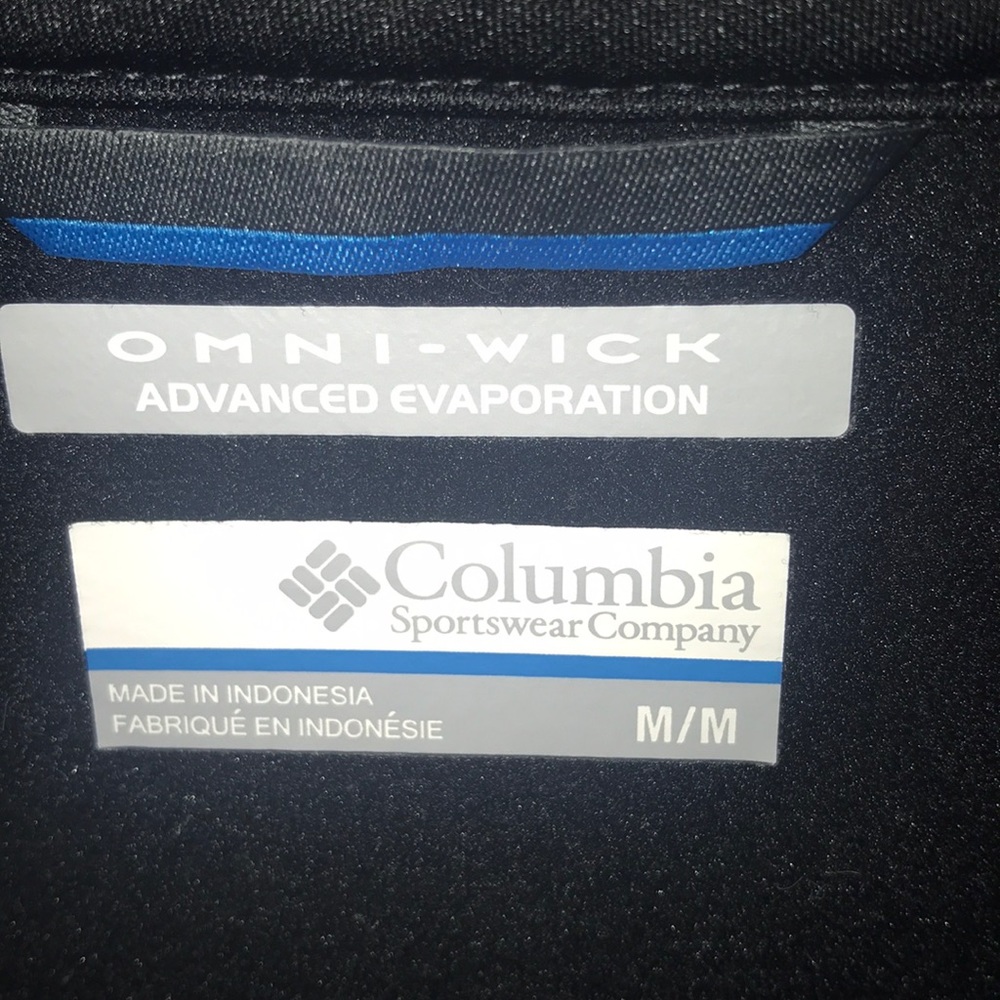 OMNI-WICK
ADVANCED EVAPORATION
Columbia
Sportswear Company
MADE IN INDONESIA
FABRIQUÉ EN INDONÉSIE
M/M